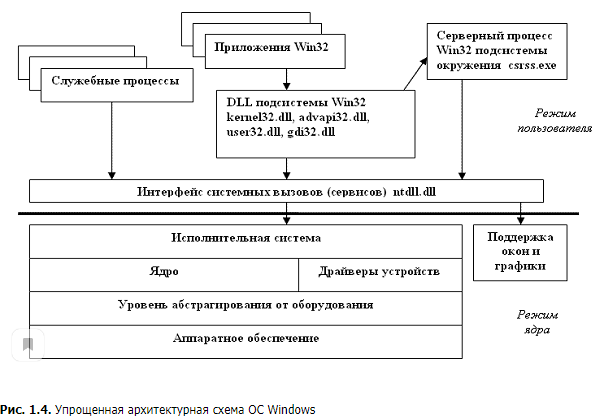 Приложения Win32
Серверный процесс
Win32 подсистемы
окружения csrss.exe
Служебные процессы
DLL подсистемы Win32
kernel32.dll, advapi32.dll,
user32.dll, gdi32.dll
Режим
пользователя
Интерфейс системных вызовов (сервисов) ntdll.dll
Исполнительная система
Поддержка
окон и
графики
Ядро
Драйверы устройств
Уровень абстрагирования от оборудования
Режим
ядра
Аппаратное обеспечение
Рис. 1.4. Упрощенная архитектурная схема ОС Windows